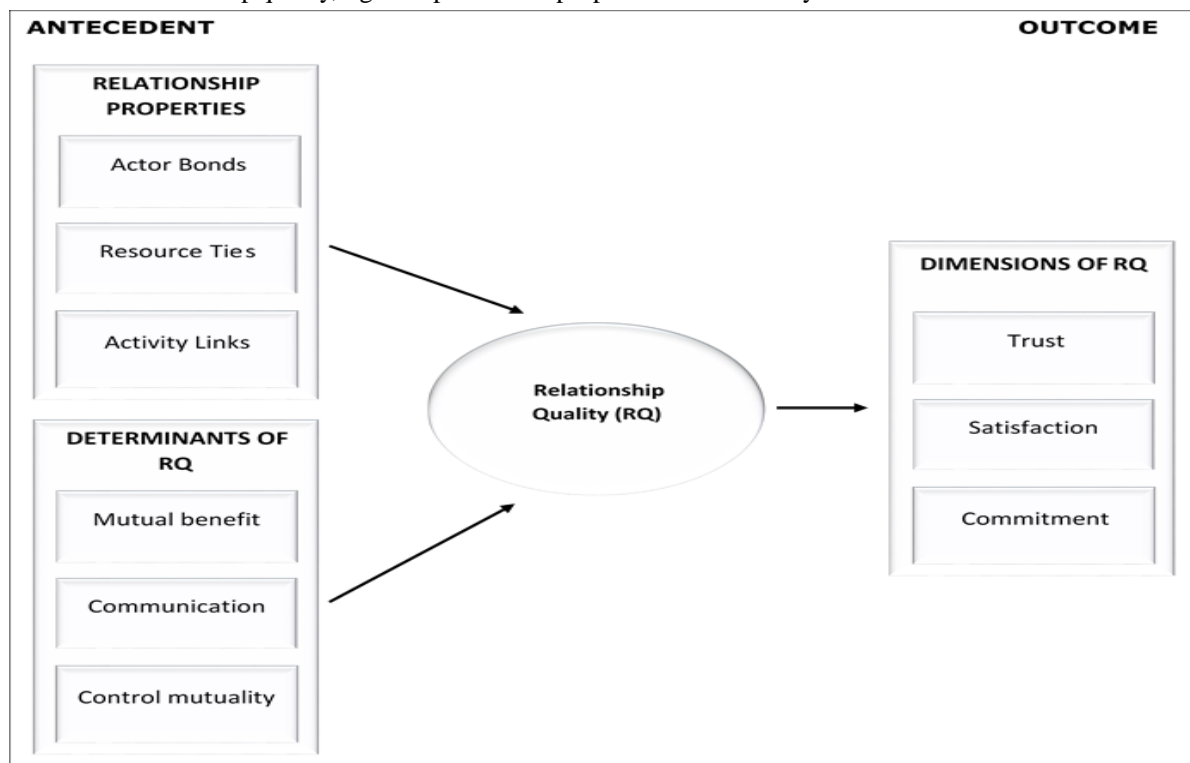 ANTECEDENT
OUTCOME
RELATIONSHIP
PROPERTIES
Actor Bonds
Resource Ties
Activity Links
DETERMINANTS OF
RQ
Mutual benefit
Communication
Control mutuality
Relationship
Quality (RQ)
DIMENSIONS OF RQ
Trust
Satisfaction
Commitment